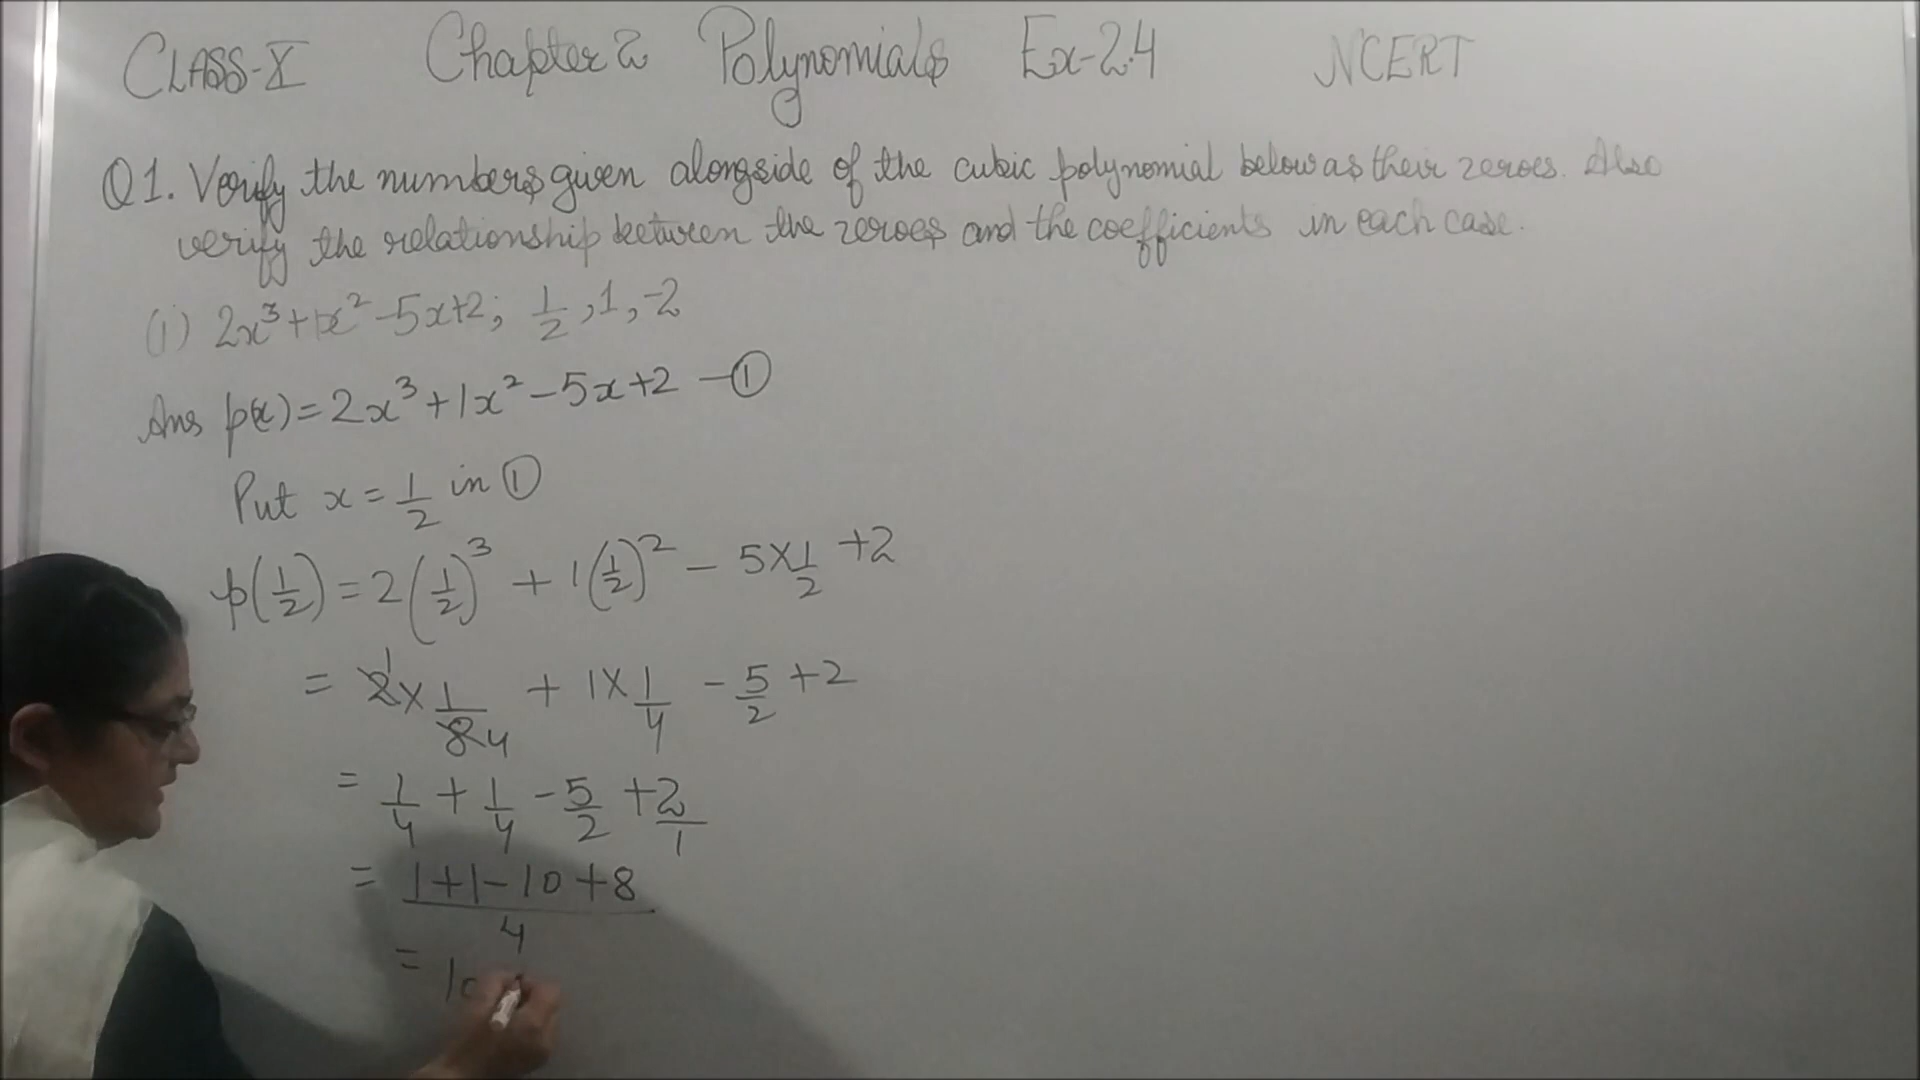 CLASS-X Chapter 2 Polynomials Ex-2.4 NCERT
Q1. Verify the numbers given alongside of the cubic polynomial below as their zeroes. Also
verify the relationship between the zeroes and the coefficients in each case.
(i) 2x³+1x²-5x+2; 1/2, 1, -2
Ans p(x)=2x³+1x²-5x+2 -①
Put x=1/2 in ①
p(1/2)=2(1/2)³+1(1/2)²-5×1/2+2
= 2×1/8 4 + 1×1/4 - 5/2 +2
= 1/4 + 1/4 - 5/2 + 2/1
= (1+1-10+8)/4
= 10